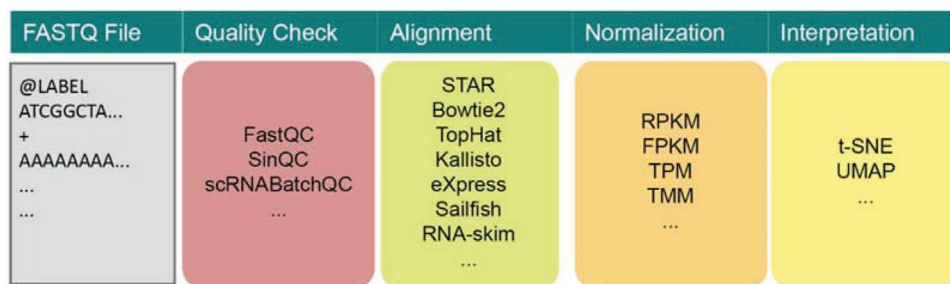 FASTQ File
Quality Check
Alignment
Normalization
Interpretation
@LABEL
ATCGGCTA...
+
AAAAAAAA...
...
...
FastQC
SinQC
scRNABatchQC
...
STAR
Bowtie2
TopHat
Kallisto
eXpress
Sailfish
RNA-skim
...
RPKM
FPKM
TPM
TMM
...
t-SNE
UMAP
...